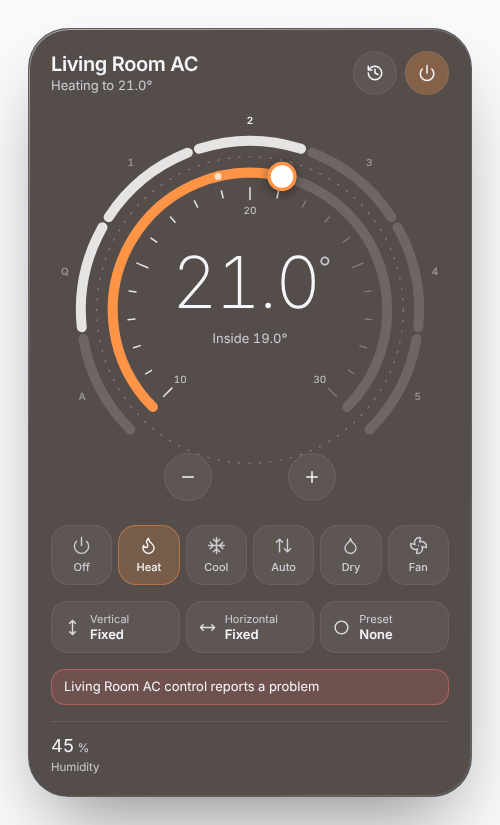 Living Room AC
Heating to 21.0°
2
1
3
20
Q
4
21.0°
Inside 19.0°
10
30
A
5
Off
Heat
Cool
Auto
Dry
Fan
Vertical
Fixed
Horizontal
Fixed
Preset
None
Living Room AC control reports a problem
45 %
Humidity